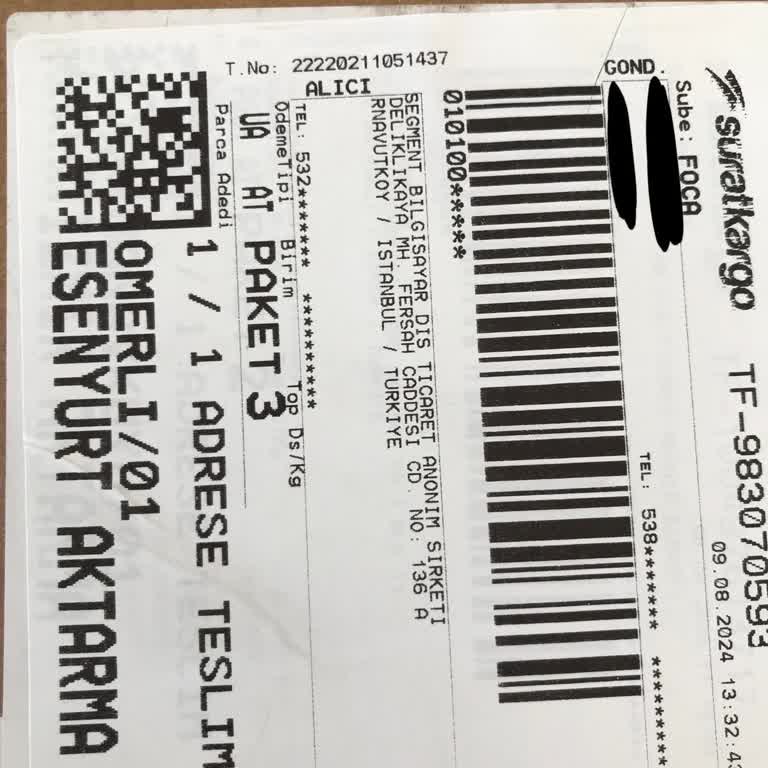 suratkargo
TF-983070593
09.08.2024 13:32:43
Sube: FOCA
GOND.
TEL: 538******* **********
T.No: 22220211051437
010100*****
ALICI
SEGMENT BILGISAYAR DIS TICARET ANONIM SIRKETI
DELIKLIKAYA MH. FERSAH CADDESI CD. NO: 136 A
RNAVUTKOY / ISTANBUL / TURKIYE
TEL: 532******* **********
OdemeTipi Birim Top Ds/Kg
UA AT PAKET 3
Parca Adedi
1 / 1 ADRESE TESLIM
OMERLI/01
ESENYURT AKTARMA